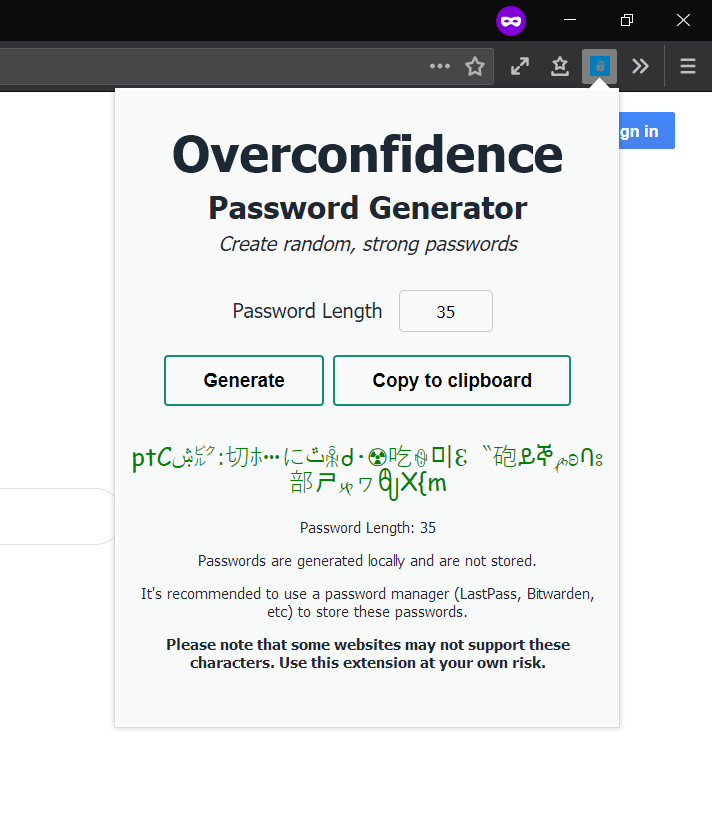 gn in
Overconfidence
Password Generator
Create random, strong passwords
Password Length 35
Generate Copy to clipboard
部
X{m
Password Length: 35
Passwords are generated locally and are not stored.
It's recommended to use a password manager (LastPass, Bitwarden,
etc) to store these passwords.
Please note that some websites may not support these
characters. Use this extension at your own risk.